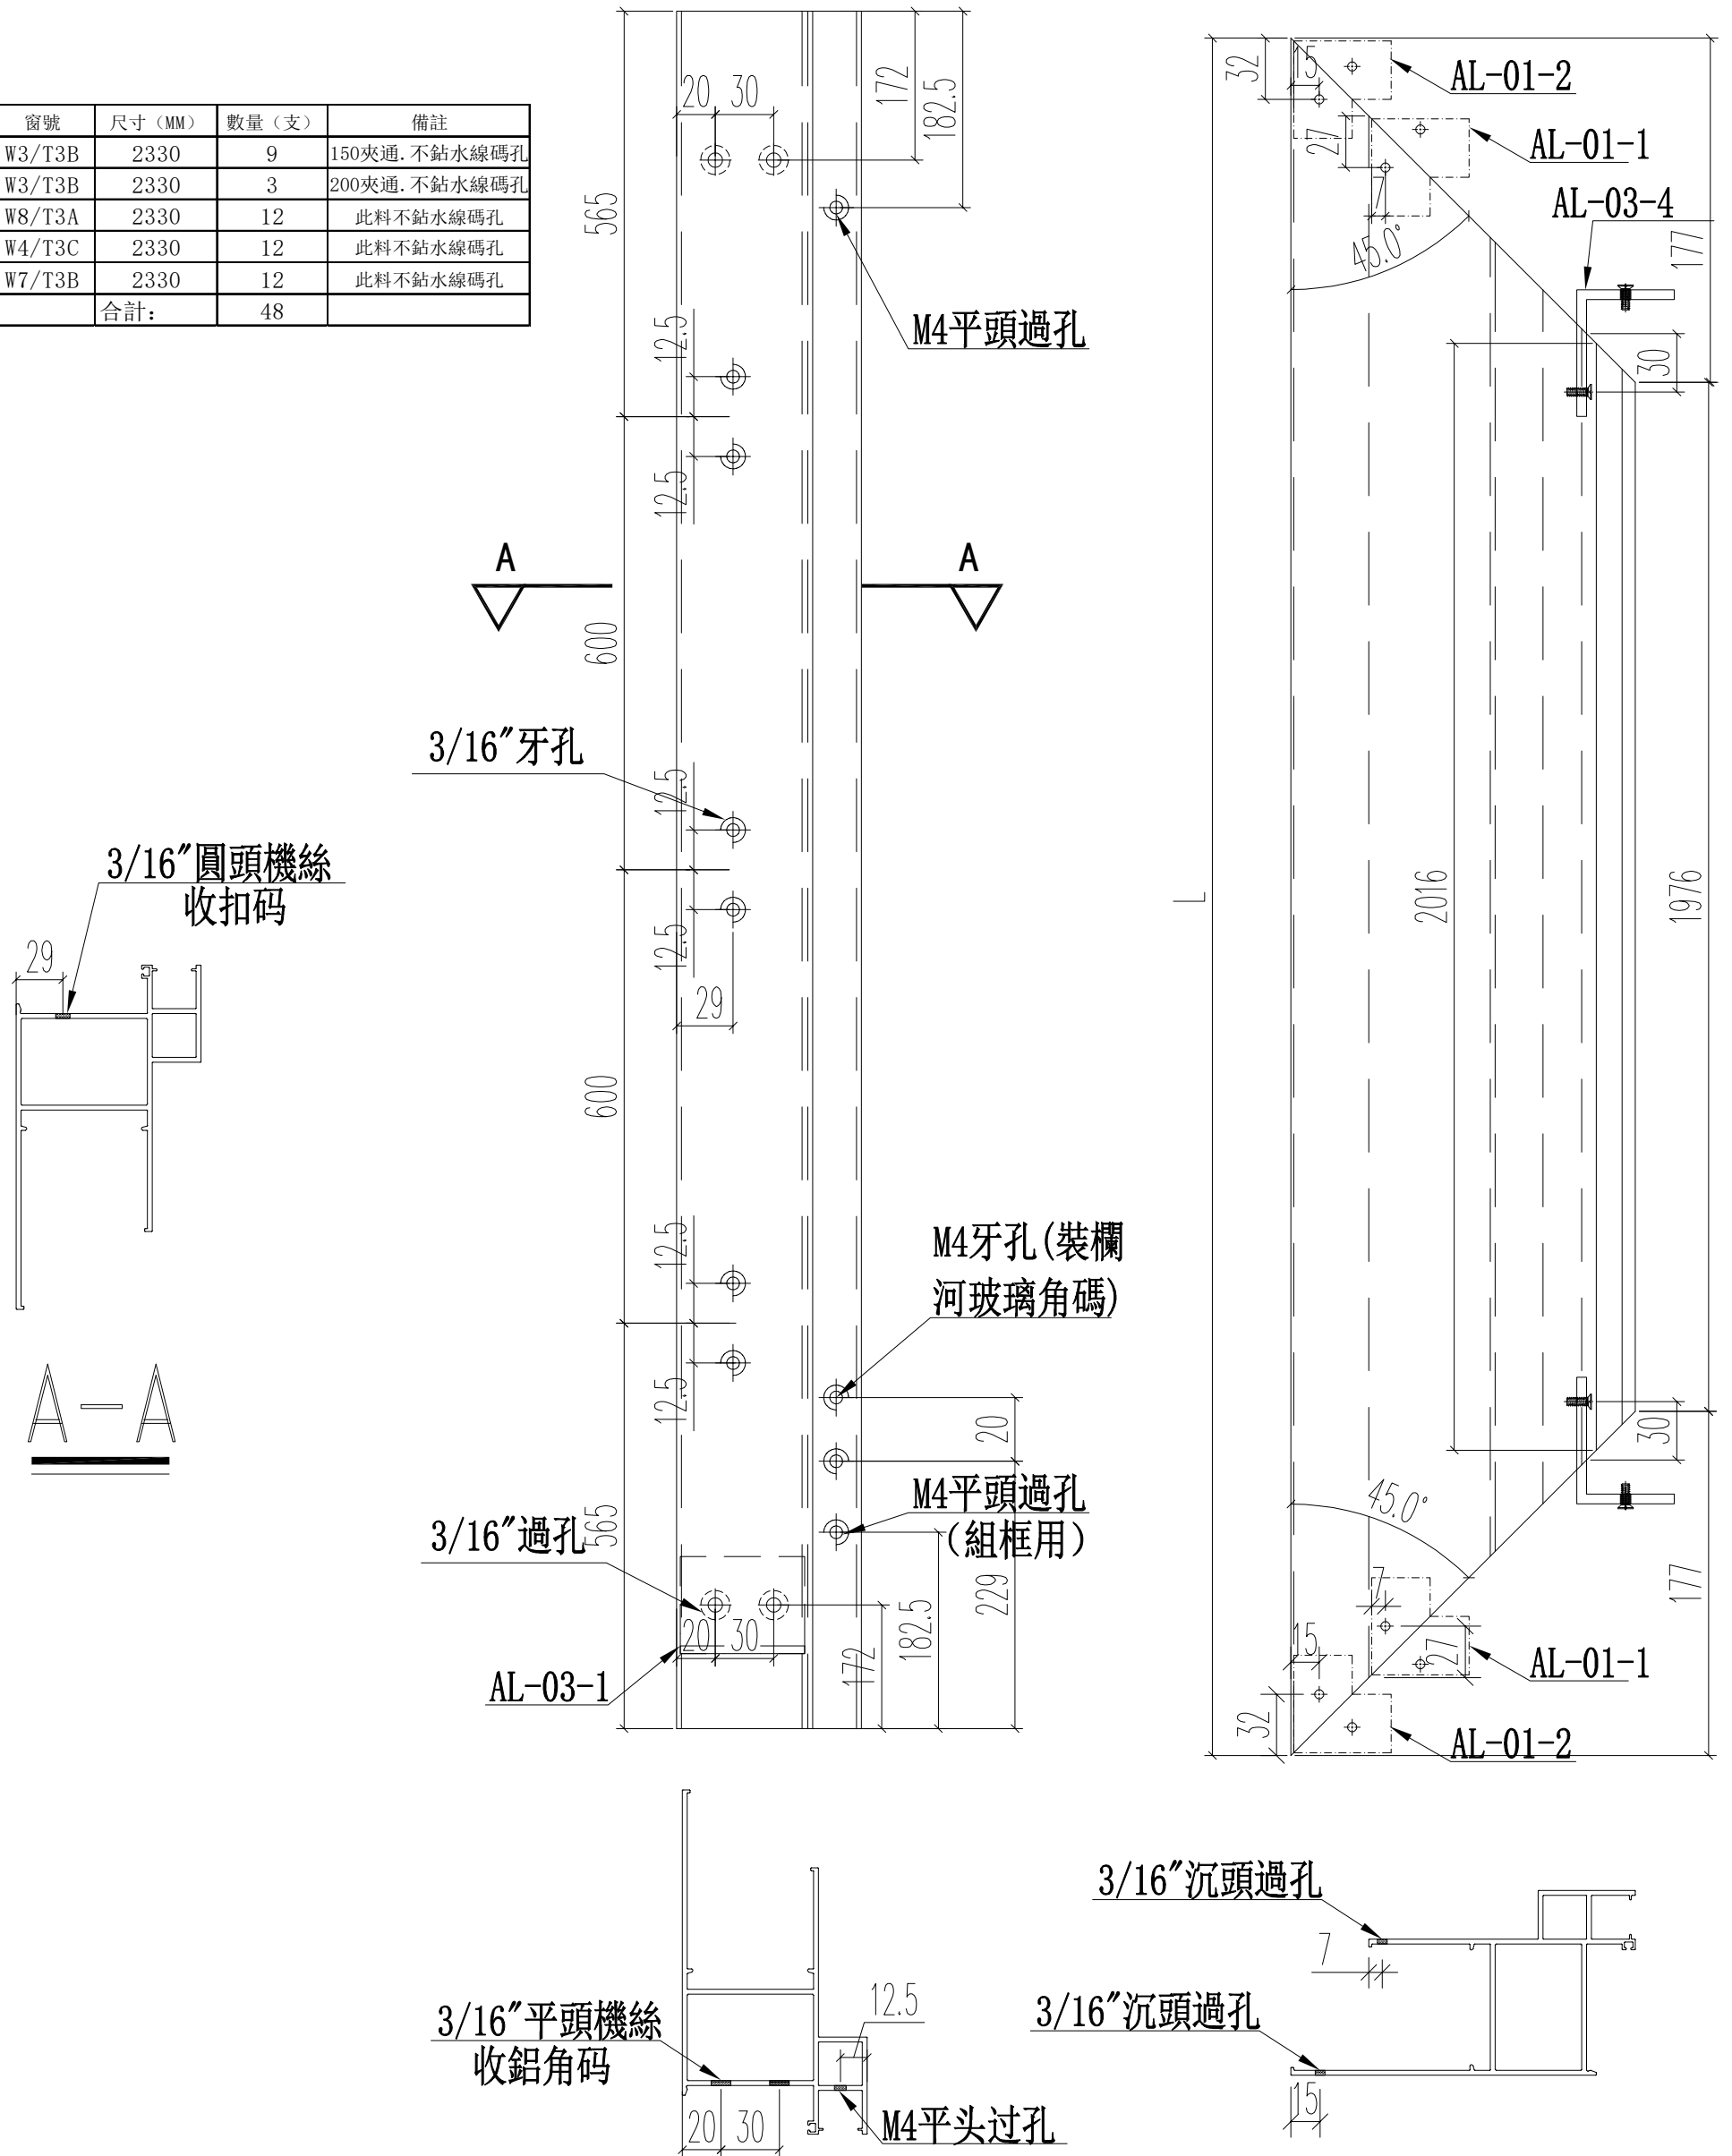 窗號 尺寸（MM） 數量（支） 備註
W3/T3B 2330 9 150夾通.不鉆水線碼孔
W3/T3B 2330 3 200夾通.不鉆水線碼孔
W8/T3A 2330 12 此料不鉆水線碼孔
W4/T3C 2330 12 此料不鉆水線碼孔
W7/T3B 2330 12 此料不鉆水線碼孔
合計： 48
3/16"圓頭機絲
收扣码
29
A—A
20 30
172
182.5
565
M4平頭過孔
12.5
12.5
A A
600
3/16"牙孔
12.5
12.5
29
600
12.5
12.5
M4牙孔(裝欄
河玻璃角碼)
20
M4平頭過孔
(組框用)
229
565
3/16"過孔
20 30
172
182.5
AL-03-1
32
15
AL-01-2
27
7
AL-01-1
45.0°
AL-03-4
177
30
L
2016
1976
30
45.0°
177
7
15
27
AL-01-1
32
AL-01-2
3/16"平頭機絲
收鋁角码
12.5
20 30
M4平头过孔
3/16"沉頭過孔
7
3/16"沉頭過孔
15